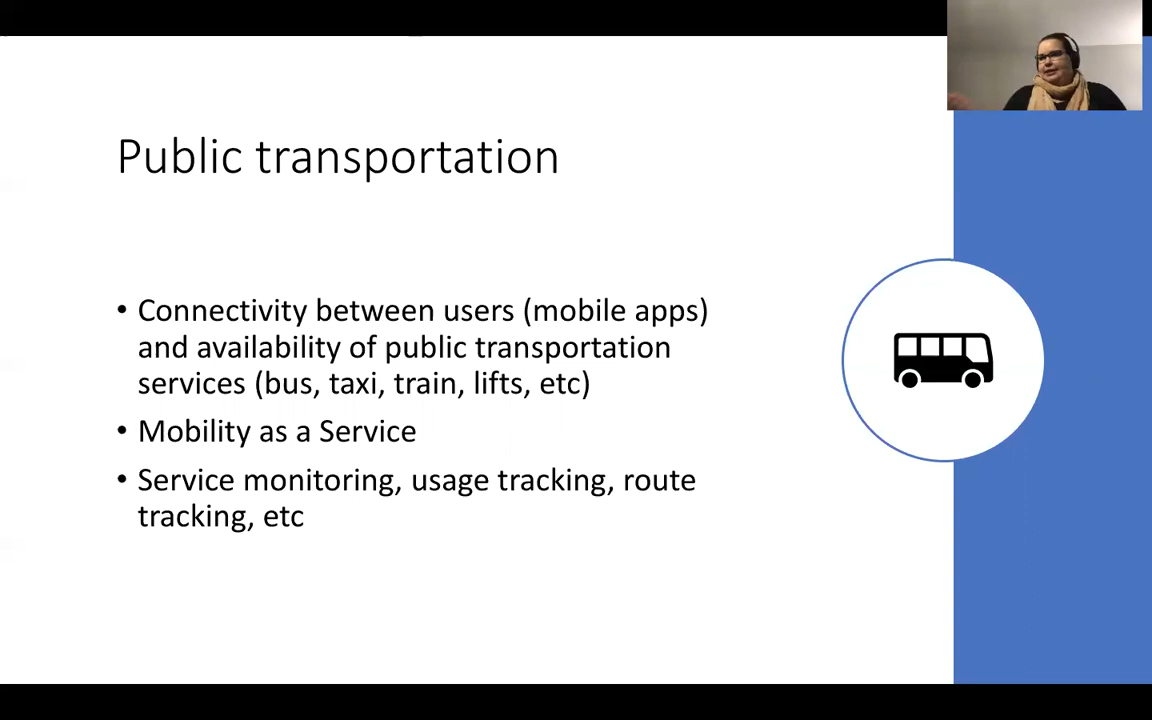 Public transportation
• Connectivity between users (mobile apps)
and availability of public transportation
services (bus, taxi, train, lifts, etc)
• Mobility as a Service
• Service monitoring, usage tracking, route
tracking, etc